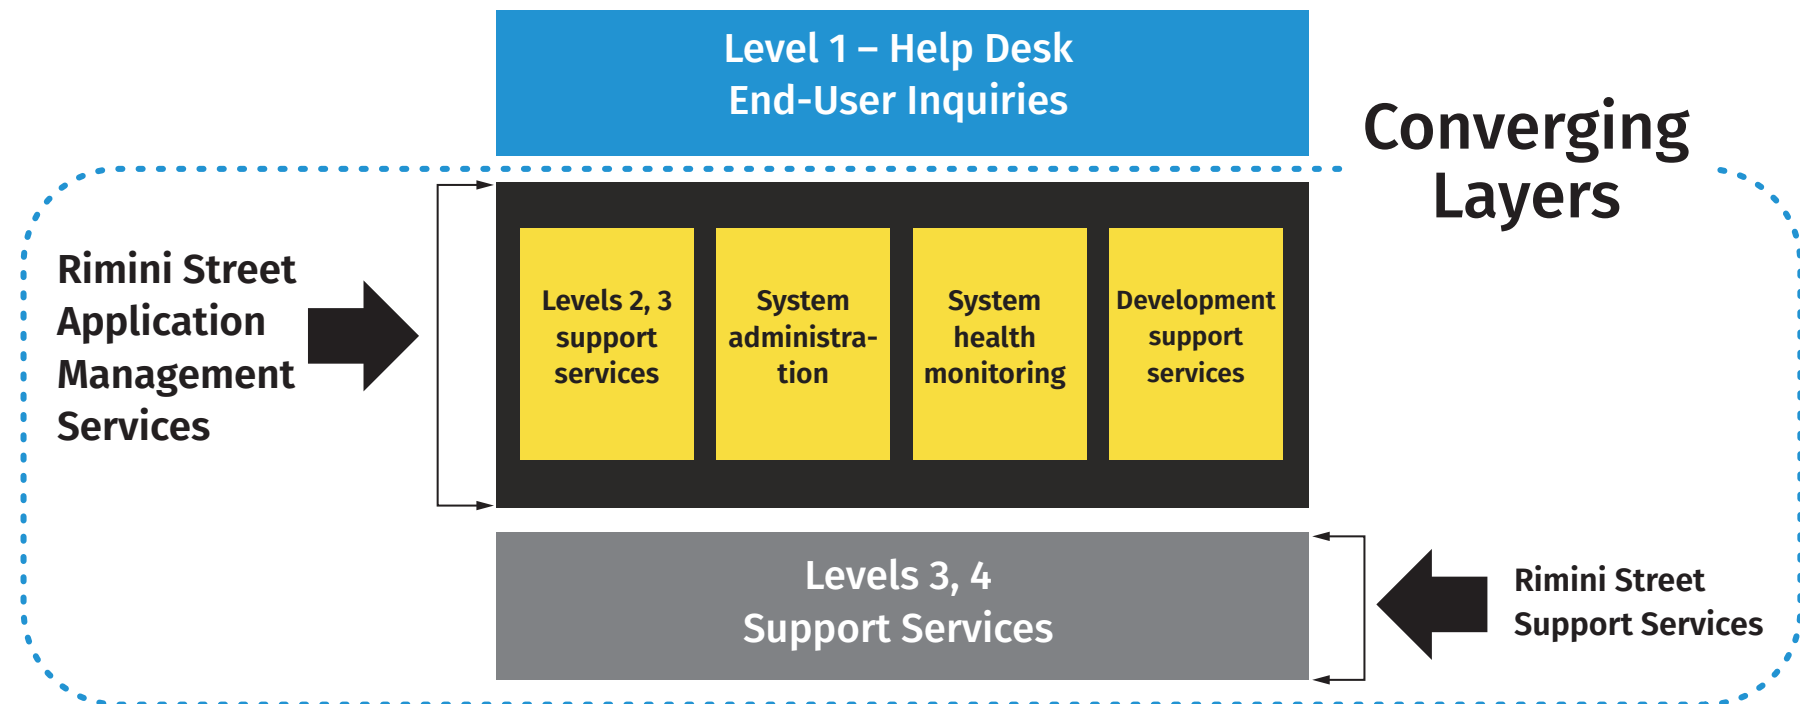 Level 1 – Help Desk
End-User Inquiries
Converging
Layers
Rimini Street
Application
Management
Services
Levels 2, 3
support
services
System
administra-
tion
System
health
monitoring
Development
support
services
Levels 3, 4
Support Services
Rimini Street
Support Services